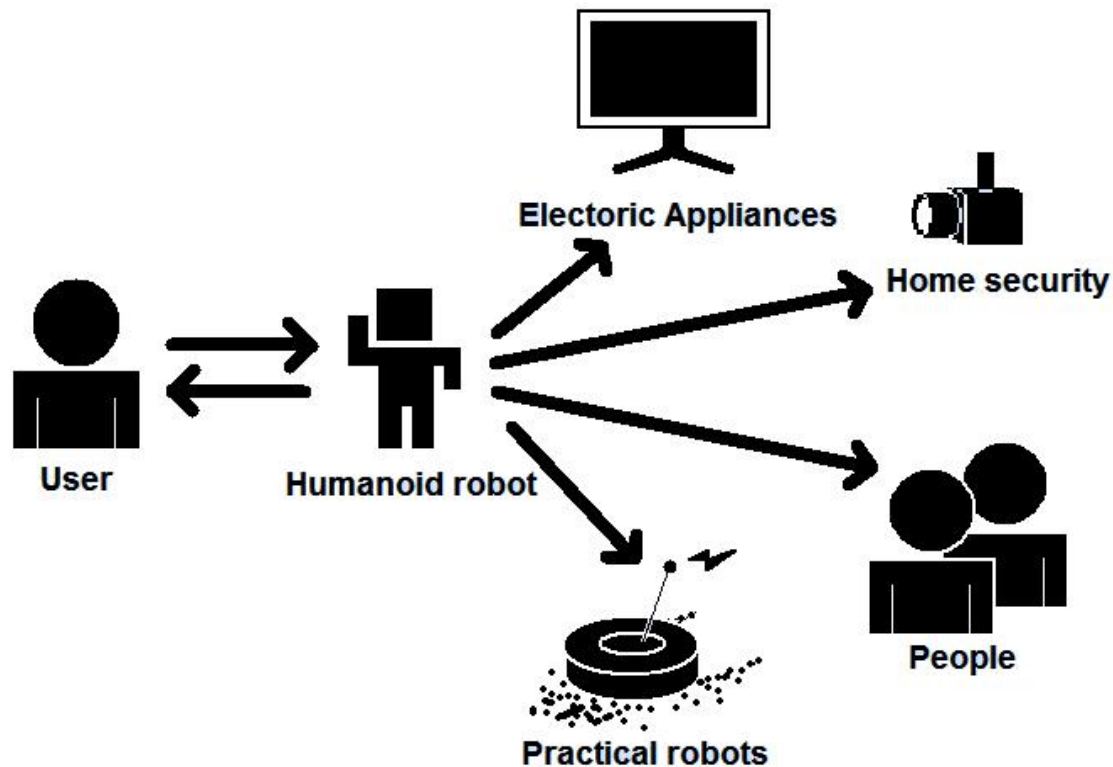 Electoric Appliances
Home security
User
Humanoid robot
People
Practical robots